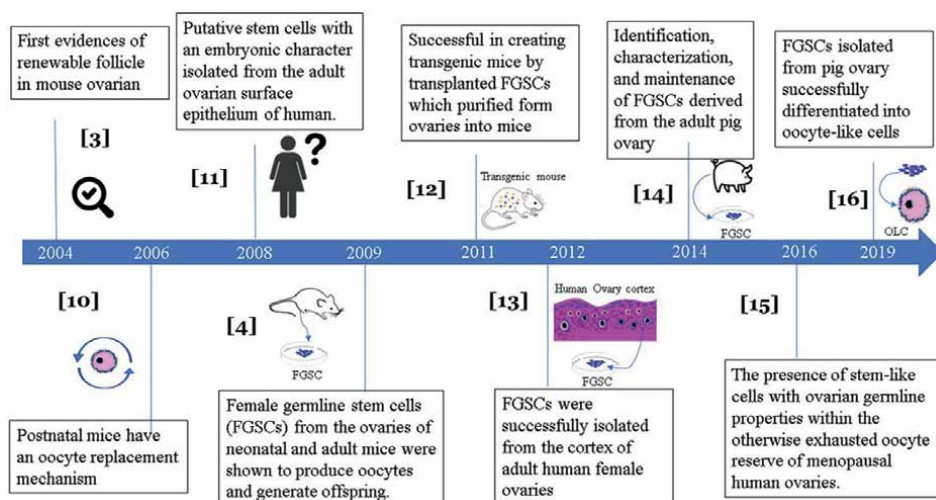 First evidences of
renewable follicle
in mouse ovarian
[3]
Putative stem cells with
an embryonic character
isolated from the adult
ovarian surface
epithelium of human.
[11]
?
Successful in creating
transgenic mice by
transplanted FGSCs
which purified form
ovaries into mice
[12]
Transgenic mouse
Identification,
characterization,
and maintenance
of FGSCs derived
from the adult pig
ovary
[14]
FGSC
FGSCs isolated
from pig ovary
successfully
differentiated into
oocyte-like cells
[16]
OLC
2004 2006 2008 2009 2011 2012 2014 2016 2019
[10]
Postnatal mice have
an oocyte replacement
mechanism
[4]
FGSC
Female germline stem cells
(FGSCs) from the ovaries of
neonatal and adult mice were
shown to produce oocytes
and generate offspring.
[13]
Human Ovary cortex
FGSC
FGSCs were
successfully isolated
from the cortex of
adult human female
ovaries
[15]
The presence of stem-like
cells with ovarian germline
properties within the
otherwise exhausted oocyte
reserve of menopausal
human ovaries.